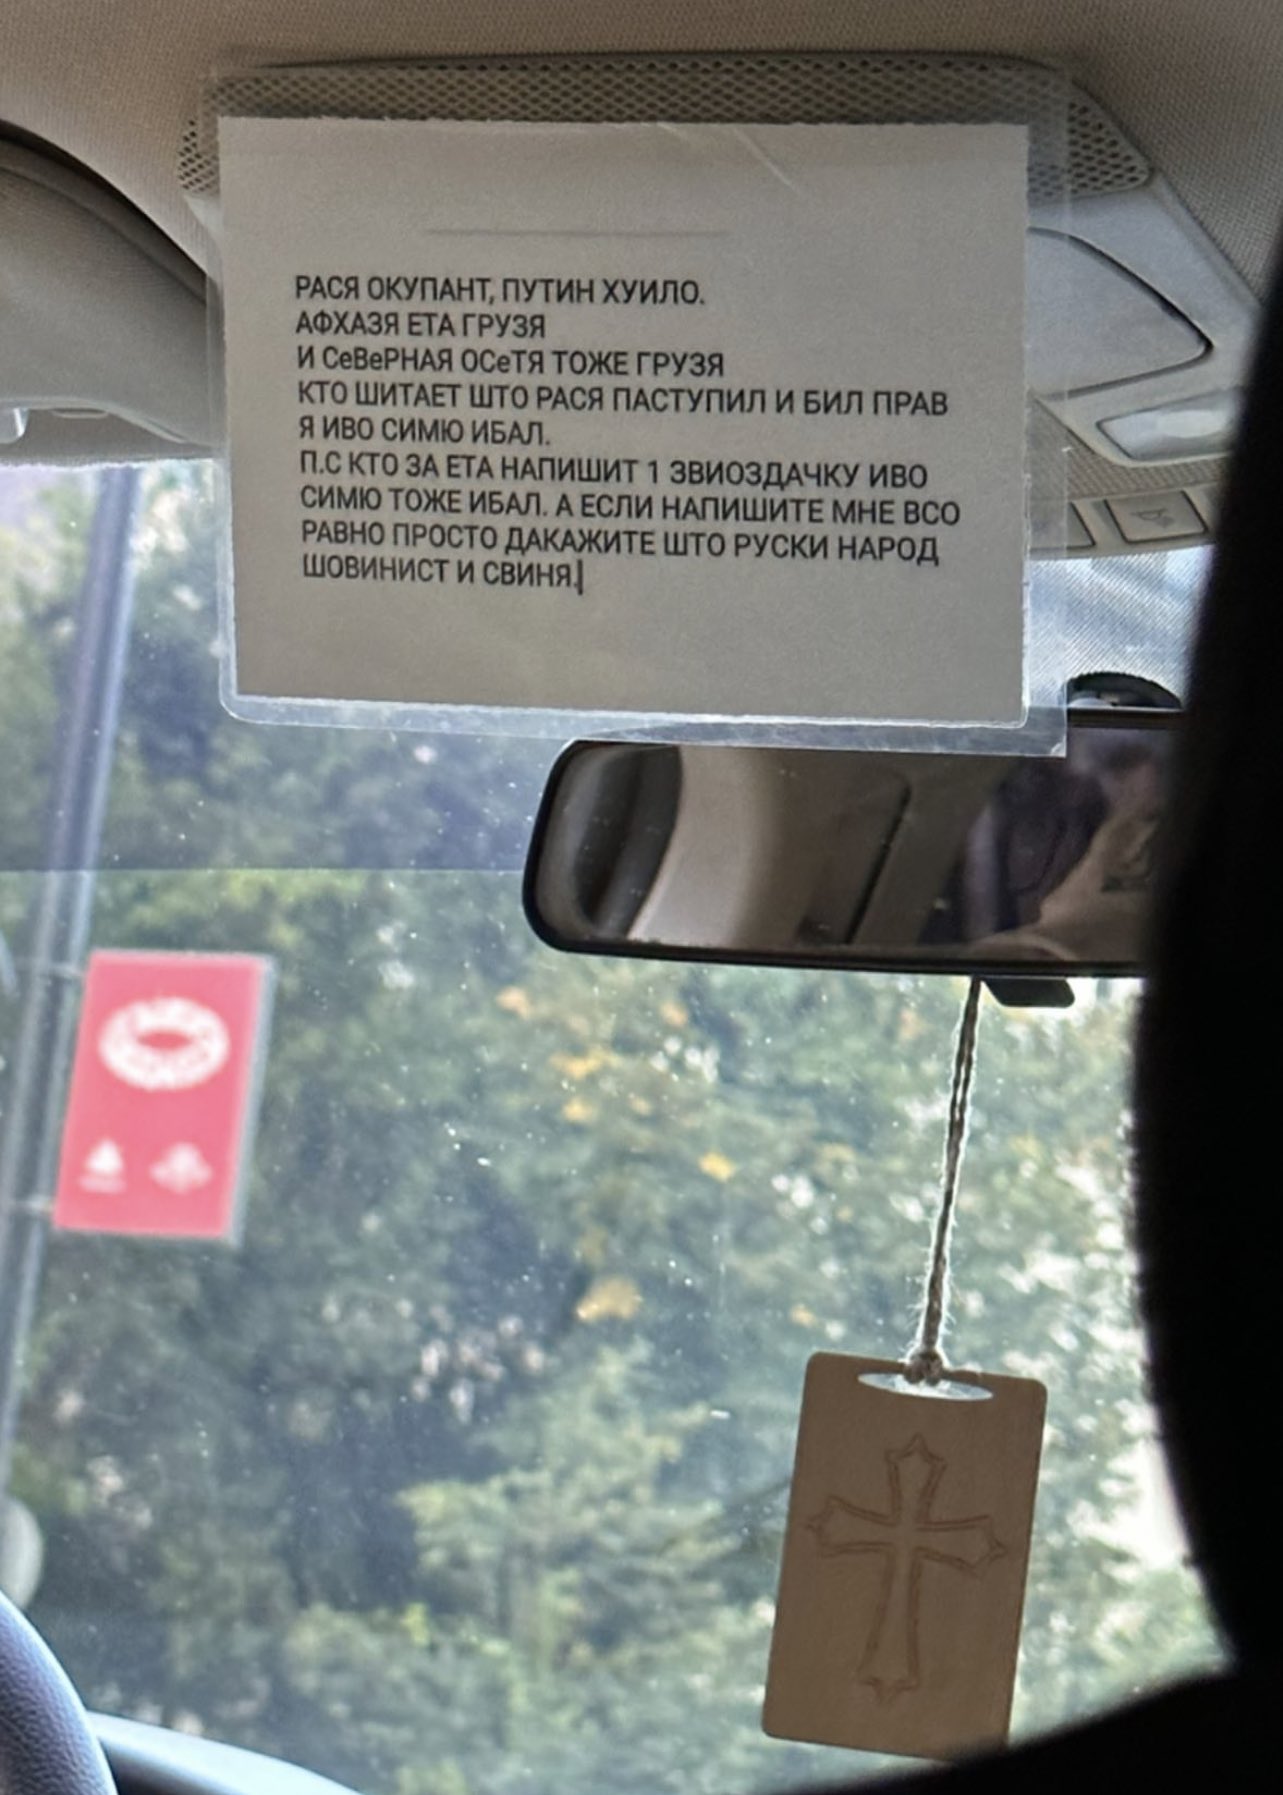 РАСЯ ОКУПАНТ, ПУТИН ХУИЛО.
АФХАЗЯ ЕТА ГРУЗЯ
И СеВеРНАЯ ОСеТЯ ТОЖЕ ГРУЗЯ
КТО ШИТАЕТ ШТО РАСЯ ПАСТУПИЛ И БИЛ ПРАВ
Я ИВО СИМЮ ИБАЛ.
П.С КТО ЗА ЕТА НАПИШИТ 1 ЗВИОЗДАЧКУ ИВО
СИМЮ ТОЖЕ ИБАЛ. А ЕСЛИ НАПИШИТЕ МНЕ ВСО
РАВНО ПРОСТО ДАКАЖИТЕ ШТО РУСКИ НАРОД
ШОВИНИСТ И СВИНЯ.